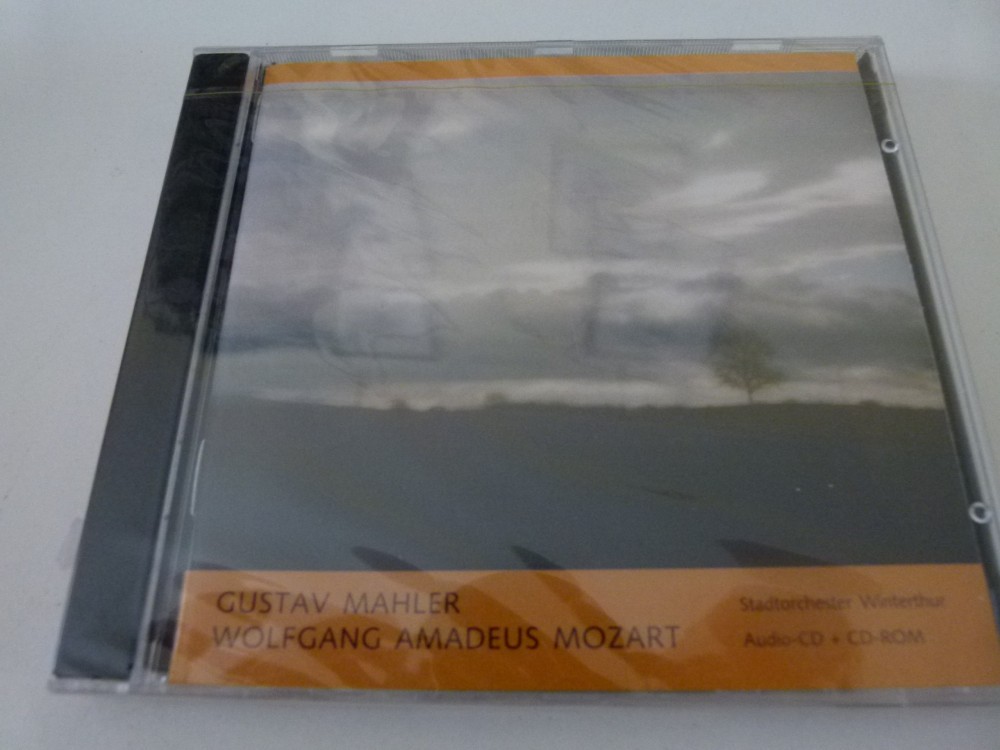 GUSTAV MAHLER
WOLFGANG AMADEUS MOZART
Stadtorchester Winterthur
Audio-CD + CD-ROM